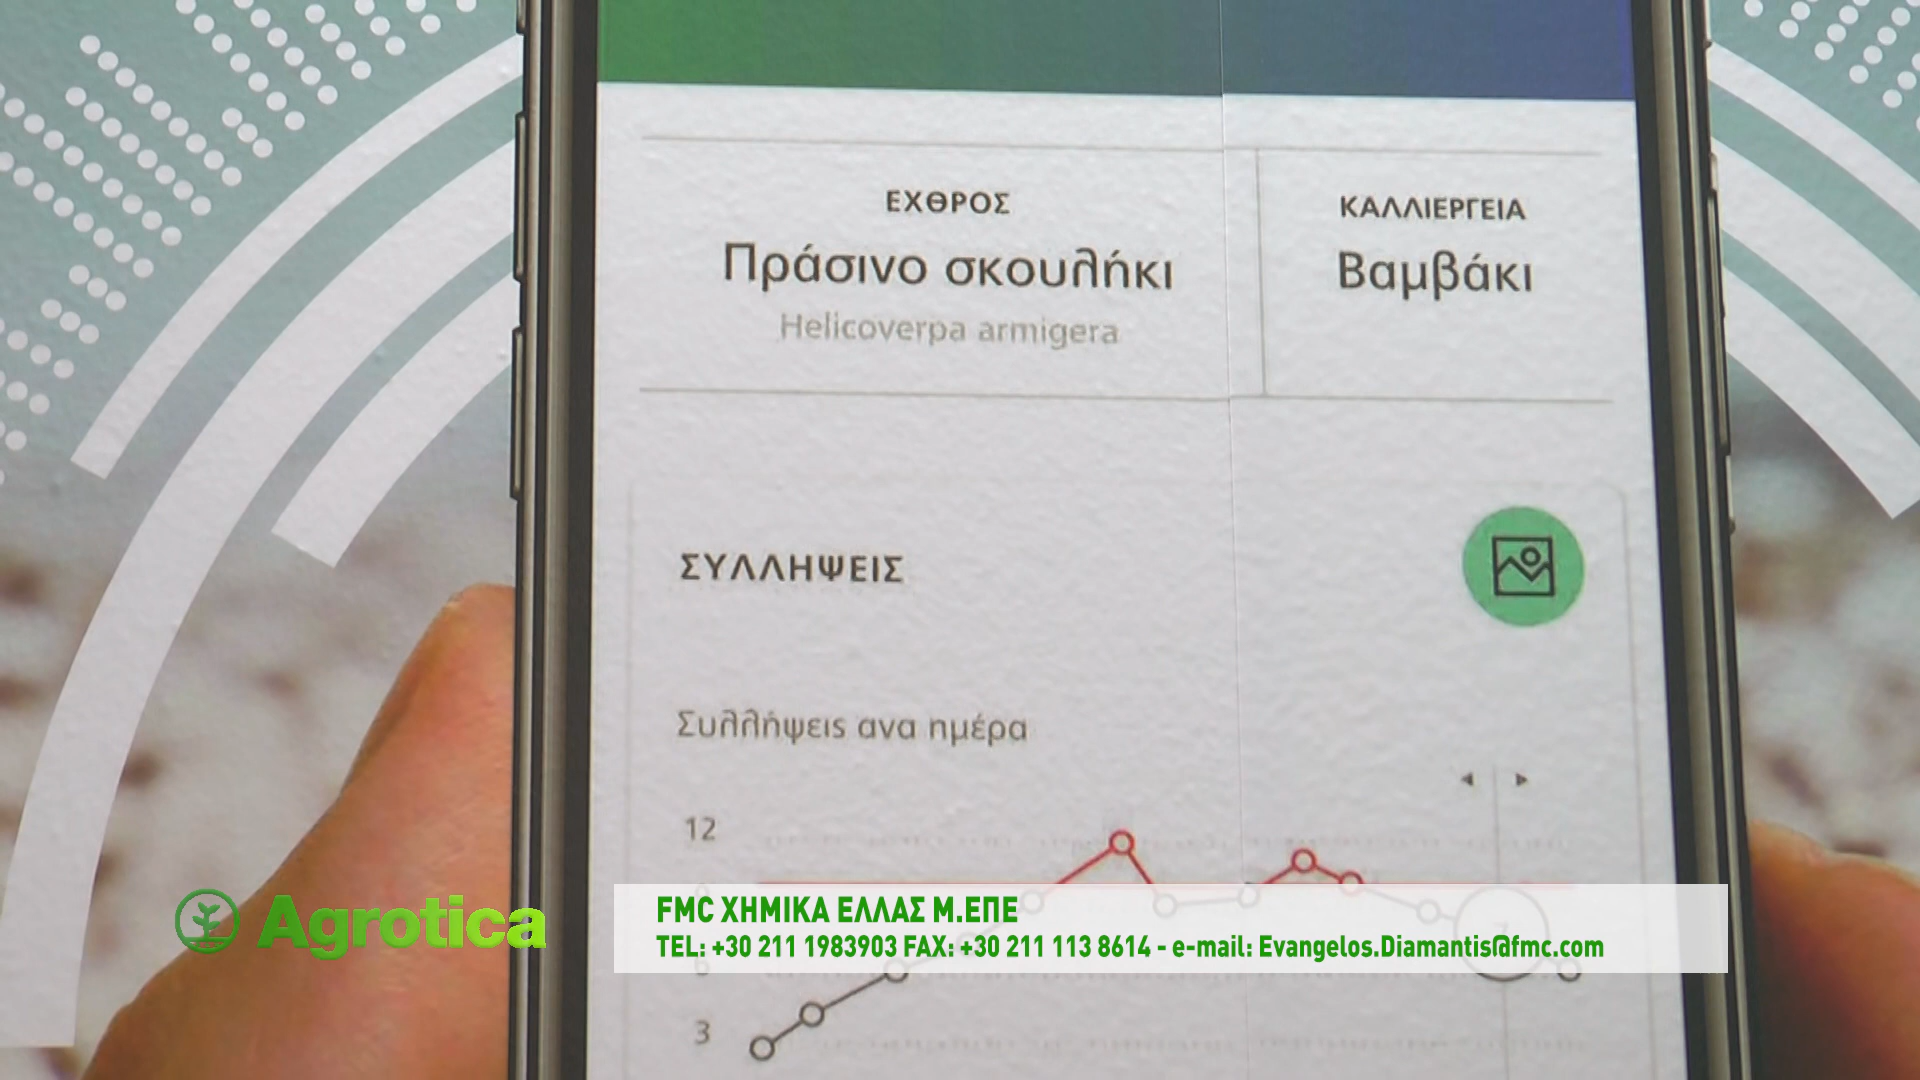 ΕΧΘΡΟΣ
Πράσινο σκουλήκι
Helicoverpa armigera
ΚΑΛΛΙΕΡΓΕΙΑ
Βαμβάκι
ΣΥΛΛΗΨΕΙΣ
Συλλήψεις ανα ημέρα
12
3
Agrotica
FMC ΧΗΜΙΚΑ ΕΛΛΑΣ Μ.ΕΠΕ
TEL: +30 211 1983903 FAX: +30 211 113 8614 - e-mail: Evangelos.Diamantis@fmc.com